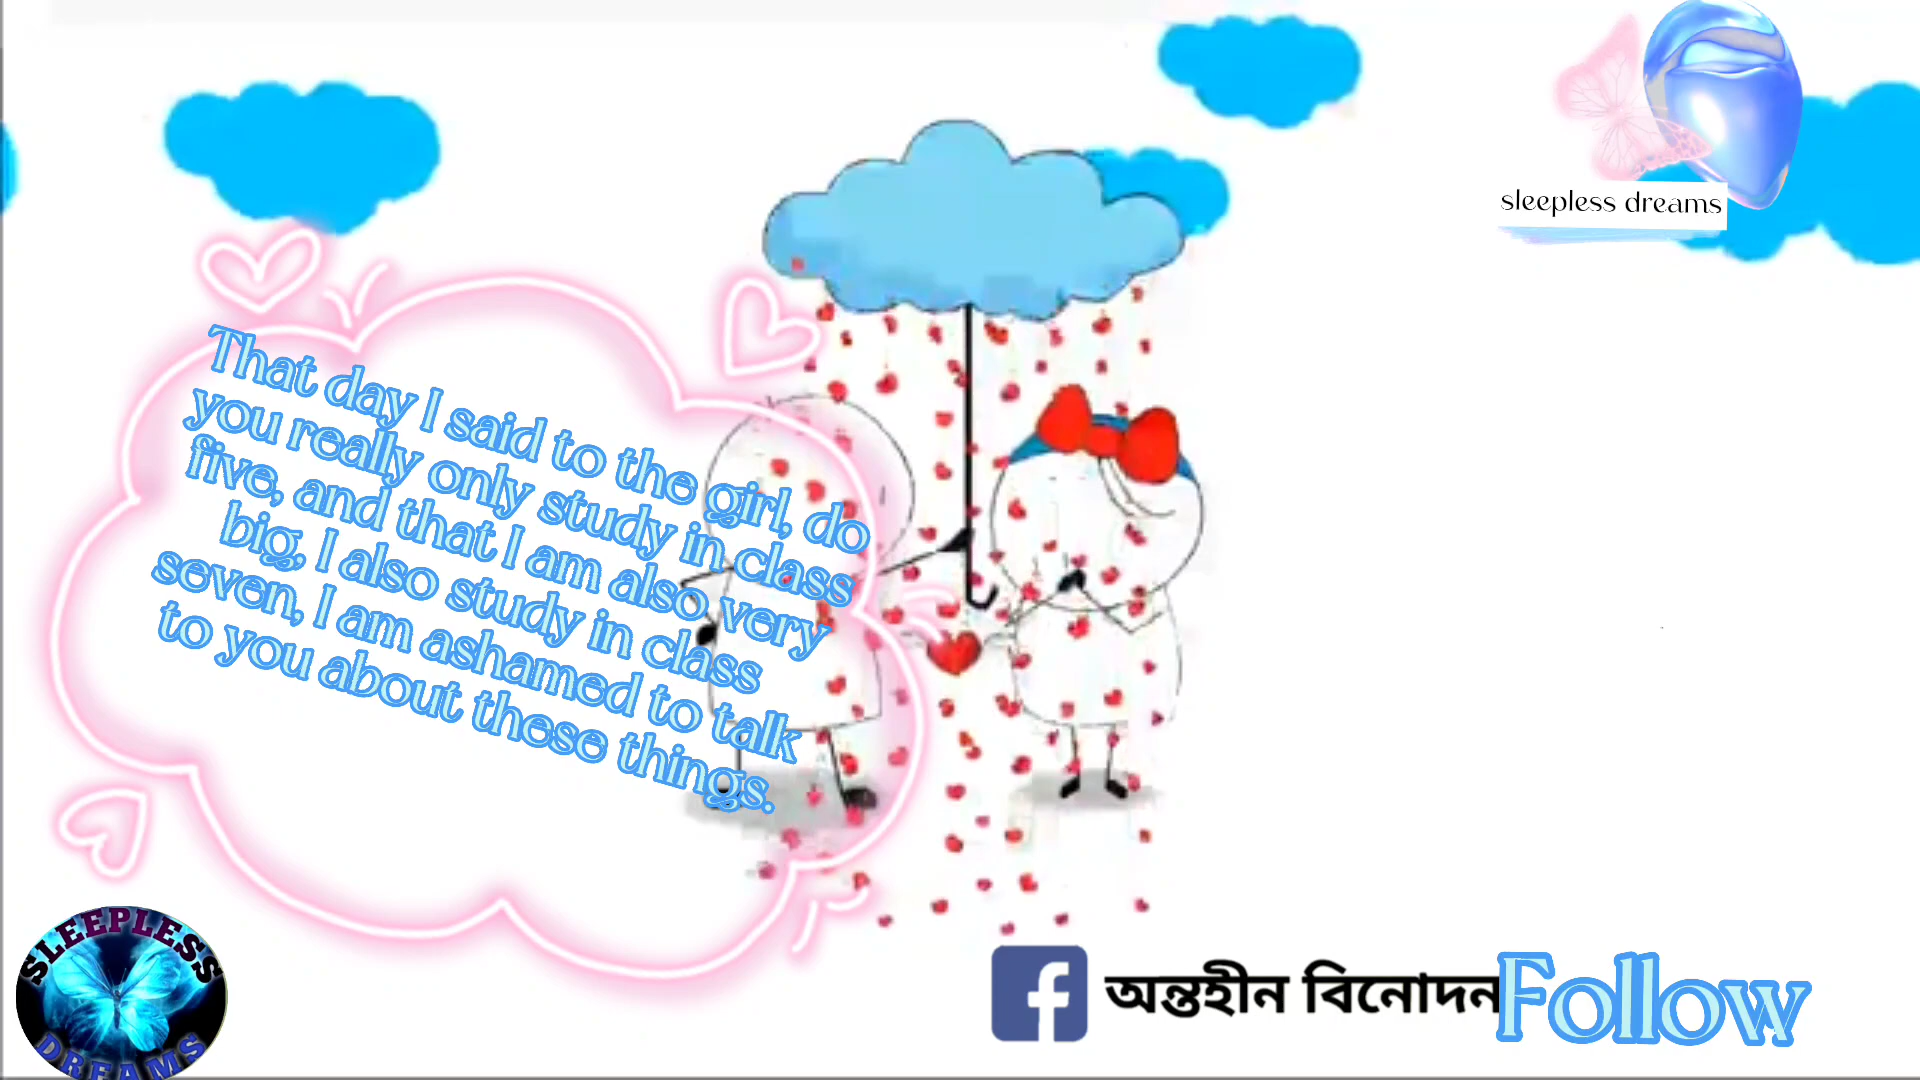 sleepless dreams
That day I said to the girl, do
you really only study in class
five, and that I am also very
big, I also study in class
seven, I am ashamed to talk
to you about these things.
SLEEPLESS
DREAMS
অন্তহীন বিনোদন Follow